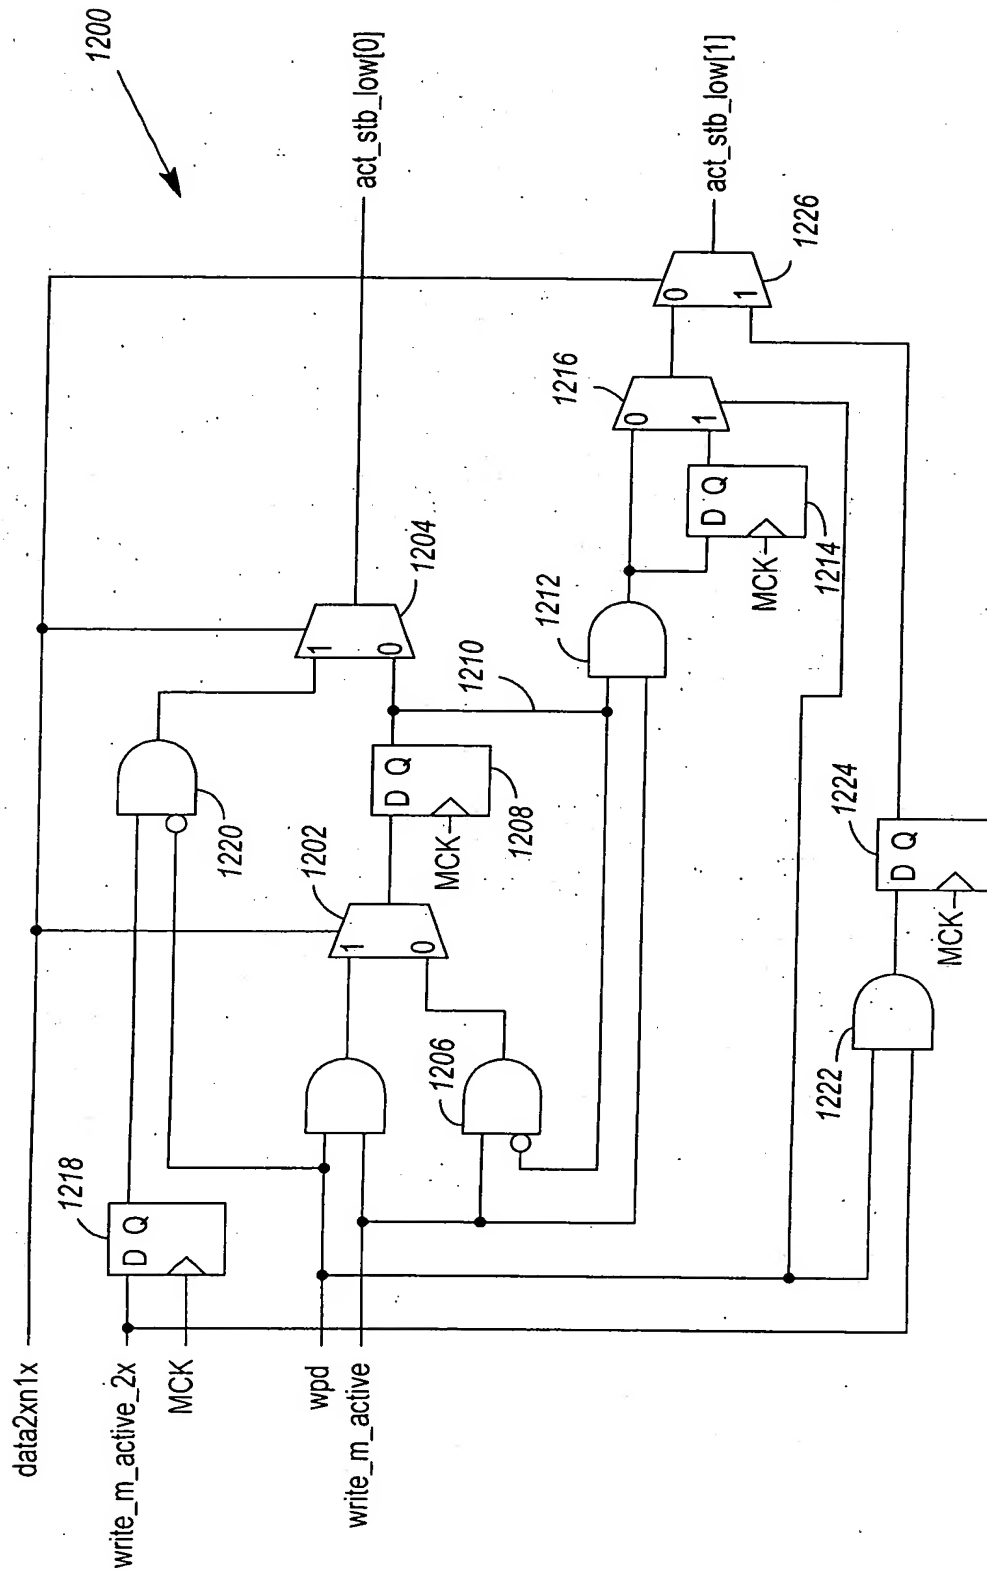 1200
data2xn1x
write_m_active_2x
MCK
wpd
write_m_active
1218
D Q
1220
1202
1
0
1206
D Q
MCK
1208
1204
1
0
act_stb_low[0]
1210
1212
D Q
MCK
1214
1216
0
1
1222
D Q
MCK
1224
0
1
1226
act_stb_low[1]